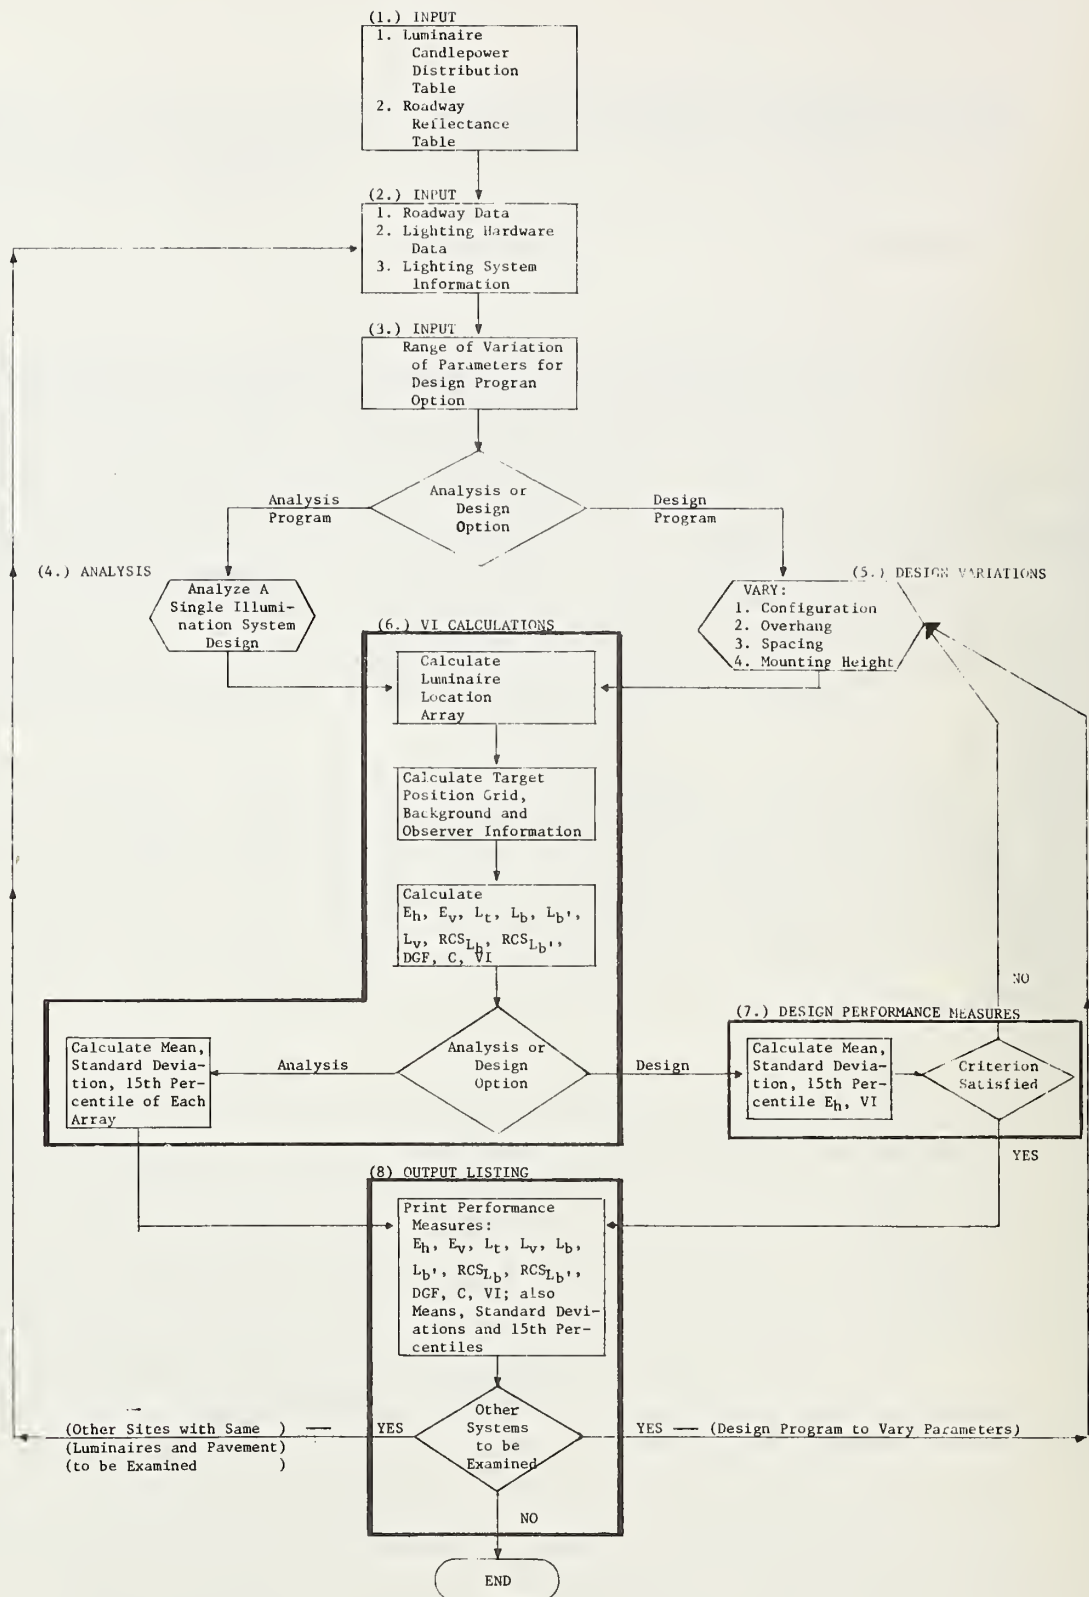 (1.) INPUT
1. Luminaire
Candlepower
Distribution
Table
2. Roadway
Reflectance
Table
(2.) INPUT
1. Roadway Data
2. Lighting Hardware
Data
3. Lighting System
Information
(3.) INPUT
Range of Variation
of Parameters for
Design Progran
Option
Analysis or
Design
Option
Analysis
Program
Design
Program
(4.) ANALYSIS
Analyze A
Single Illumi-
nation System
Design
(5.) DESIGN VARIATIONS
VARY:
1. Configuration
2. Overhang
3. Spacing
4. Mounting Height
(6.) VI CALCULATIONS
Calculate
Luminaire
Location
Array
Calculate Target
Position Grid,
Background and
Observer Information
Calculate
Eh, Ev, Lt, Lb, Lb',
Lv, RCSLb, RCSLb',
DGF, C, VI
Analysis or
Design
Option
Analysis
Design
Calculate Mean,
Standard Devia-
tion, 15th Per-
centile of Each
Array
(7.) DESIGN PERFORMANCE MEASURES
Calculate Mean,
Standard Devia-
tion, 15th Per-
centile Eh, VI
Criterion
Satisfied
NO
YES
(8) OUTPUT LISTING
Print Performance
Measures:
Eh, Ev, Lt, Lv, Lb,
Lb', RCSLb, RCSLb',
DGF, C, VI; also
Means, Standard Devi-
ations and 15th Per-
centiles
Other
Systems
to be
Examined
YES
(Other Sites with Same )
(Luminaires and Pavement)
(to be Examined )
YES — (Design Program to Vary Parameters)
NO
END